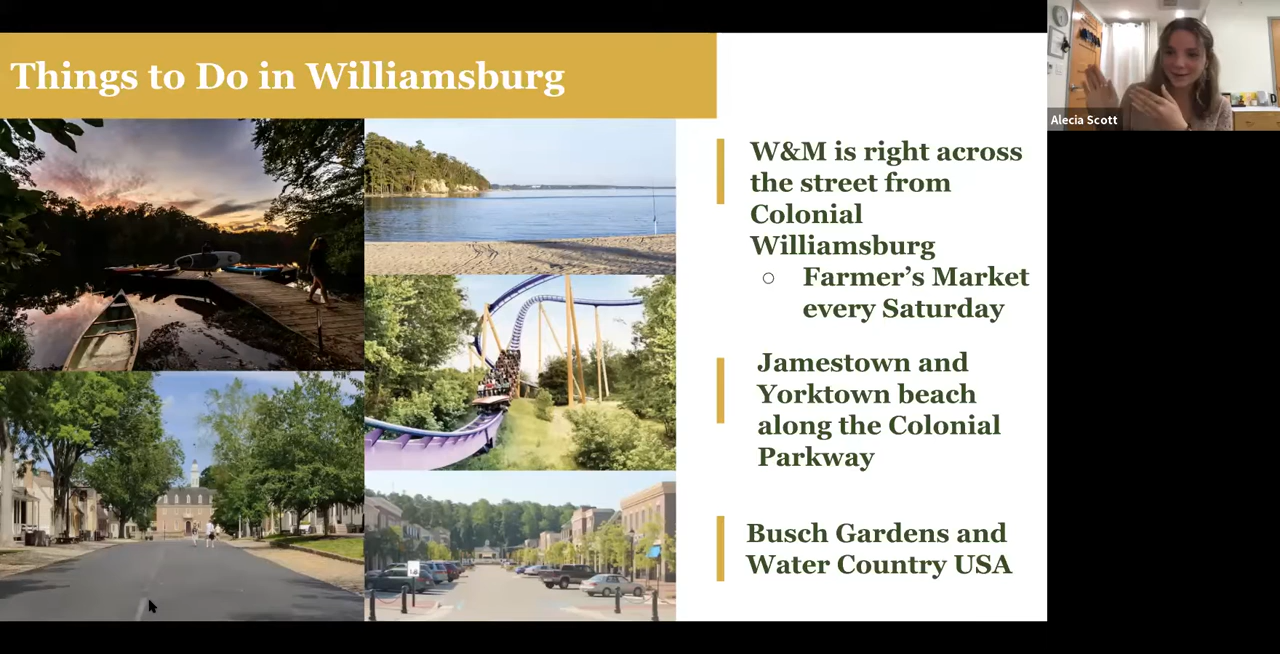 Things to Do in Williamsburg
Alecia Scott
W&M is right across
the street from
Colonial
Williamsburg
○ Farmer's Market
every Saturday
Jamestown and
Yorktown beach
along the Colonial
Parkway
Busch Gardens and
Water Country USA